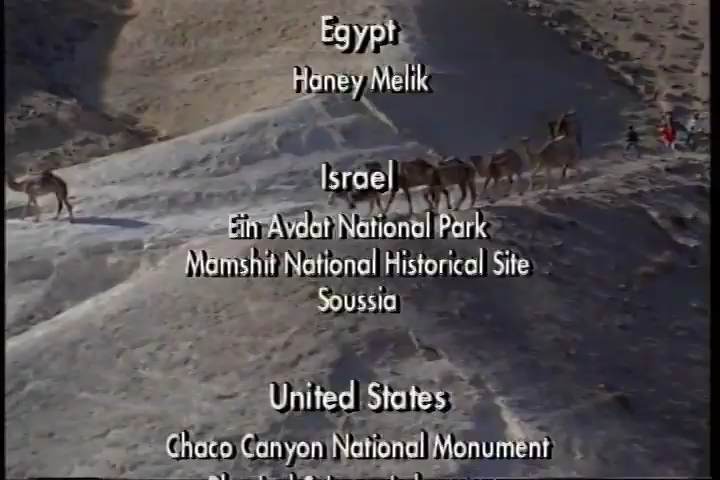 Egypt
Haney Melik
Israel
Ein Avdat National Park
Mamshit National Historical Site
Soussia
United States
Chaco Canyon National Monument